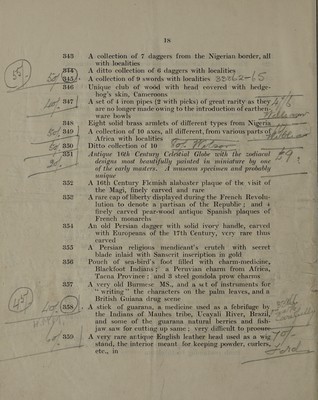 18
343 A collection of 7 daggers from the Nigerian border, all
with localities
344 A ditto collection of 6 daggers with localities
345 A collection of 9 swords with localities
346 Unique club of wood with head covered with hedge-
hog's skin, Cameroons
347 A set of 4 iron pipes (2 with picks) of great rarity as they
are no longer made owing to the introduction of earthen-
ware bowls
348 Eight solid brass armlets of different types from Nigeria
349 A collection of 10 axes, all different, from various parts of
Africa with localities
350 Ditto collection of 10
351 Antique 16th Century Celestial Globe with the zodiacal
designs most beautifully painted in miniature by one
of the early masters. A museum specimen and probably
unique
352 A 16th Century Flemish alabaster plaque of the visit of
the Magi, finely carved and rare
353 A rare cap of liberty displayed during the French Revolu-
tion to denote a partisan of the Republic; and 4
finely carved pear-wood antique Spanish plaques of
French monarchs
354 An old Persian dagger with solid ivory handle, carved
with Europeans of the 17th Century, very rare thus
carved
355 A Persian religious mendicant's crutch with secret
blade inlaid with Sanscrit inscription in gold
356 Pouch of sea-bird's foot filled with charm-medicine,
Blackfoot Indians; a Peruvian charm from Africa,
Tacna Province; and 3 steel gondola prow charms
357 A very old Burmese MS., and a set of instruments for
"writing" the characters on the palm leaves, and a
British Guiana drug scene
358 A stick of guarana, a medicine used as a febrifuge by
the Indians of Mauhes tribe, Ucayali River, Brazil,
and some of the guarana natural berries and fish-
jaw saw for cutting up same; very difficult to procure
359 A very rare antique English leather head used as a wig
stand, the interior meant for keeping powder, curlers,
etc., in